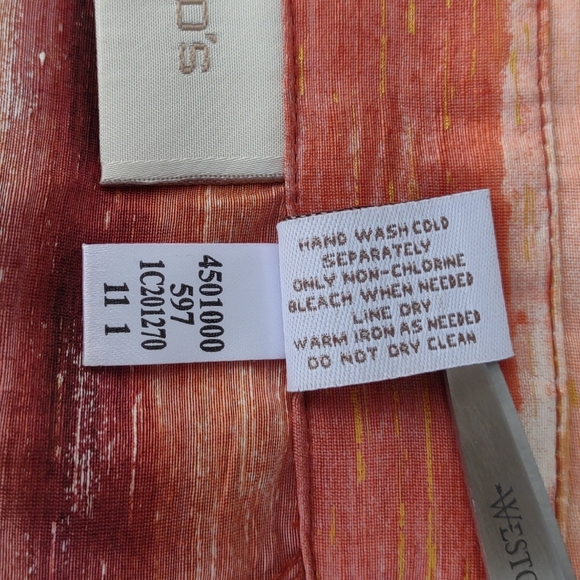 O'S
HAND WASH COLD
SEPARATELY
ONLY NON-CHLORINE
BLEACH WHEN NEEDED
LINE DRY
WARM IRON AS NEEDED
DO NOT DRY CLEAN
4501000
597
1C201270
11 1
WESTC